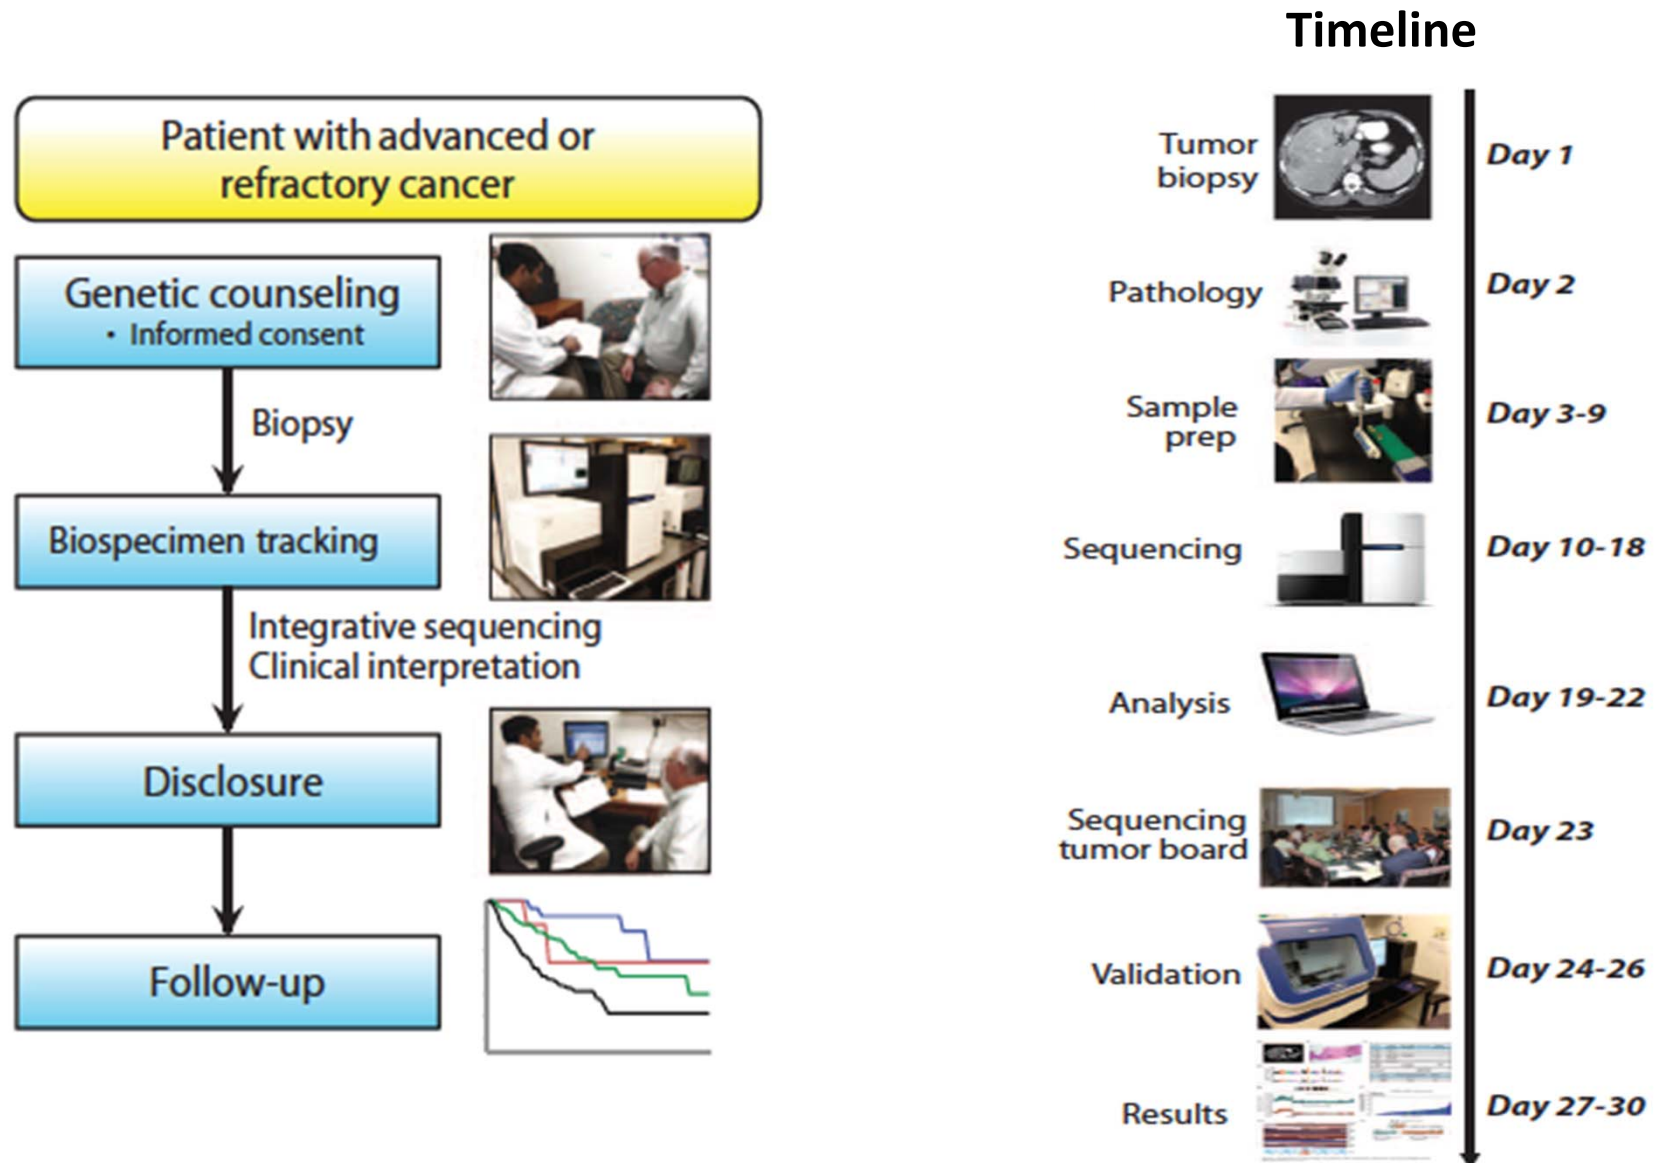 Timeline
Patient with advanced or
refractory cancer
Genetic counseling
• Informed consent
Biopsy
Biospecimen tracking
Integrative sequencing
Clinical interpretation
Disclosure
Follow-up
Tumor
biopsy
Day 1
Pathology
Day 2
Sample
prep
Day 3-9
Sequencing
Day 10-18
Analysis
Day 19-22
Sequencing
tumor board
Day 23
Validation
Day 24-26
Results
Day 27-30